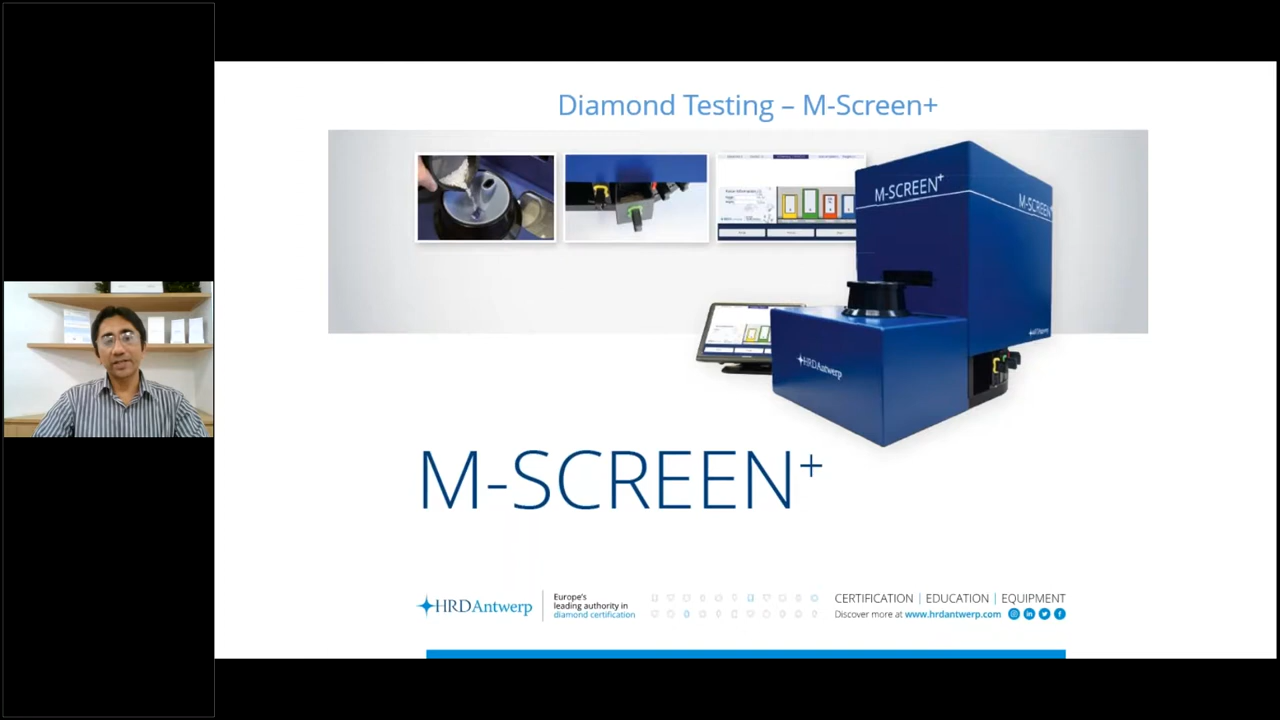 Diamond Testing – M-Screen+
M-SCREEN+
M-SCREEN+
HRDAntwerp
HRDAntwerp
M-SCREEN+
HRDAntwerp
Europe's
leading authority in
diamond certification
CERTIFICATION | EDUCATION | EQUIPMENT
Discover more at www.hrdantwerp.com